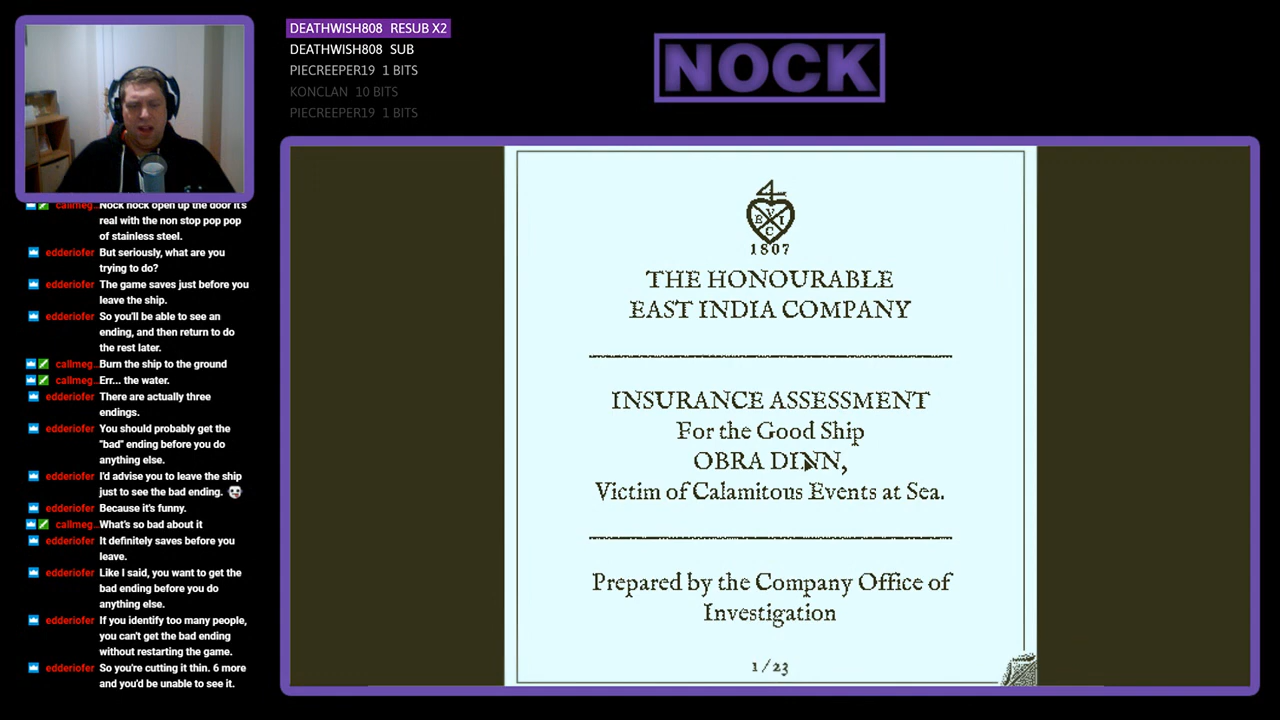 DEATHWISH808 RESUB X2
DEATHWISH808 SUB
PIECREEPER19 1 BITS
KONCLAN 10 BITS
PIECREEPER19 1 BITS
NOCK
callmeg... Nock nock open up the door it's
real with the non stop pop pop
of stainless steel.
edderiofer But seriously, what are you
trying to do?
edderiofer The game saves just before you
leave the ship.
edderiofer So you'll be able to see an
ending, and then return to do
the rest later.
callmeg... Burn the ship to the ground
callmeg... Err... the water.
edderiofer There are actually three
endings.
edderiofer You should probably get the
"bad" ending before you do
anything else.
edderiofer I'd advise you to leave the ship
just to see the bad ending.
edderiofer Because it's funny.
callmeg... What's so bad about it
edderiofer It definitely saves before you
leave.
edderiofer Like I said, you want to get the
bad ending before you do
anything else.
edderiofer If you identify too many people,
you can't get the bad ending
without restarting the game.
edderiofer So you're cutting it thin. 6 more
and you'd be unable to see it.
4
V
E I
C
1807
THE HONOURABLE
EAST INDIA COMPANY
INSURANCE ASSESSMENT
For the Good Ship
OBRA DINN,
Victim of Calamitous Events at Sea.
Prepared by the Company Office of
Investigation
1/23